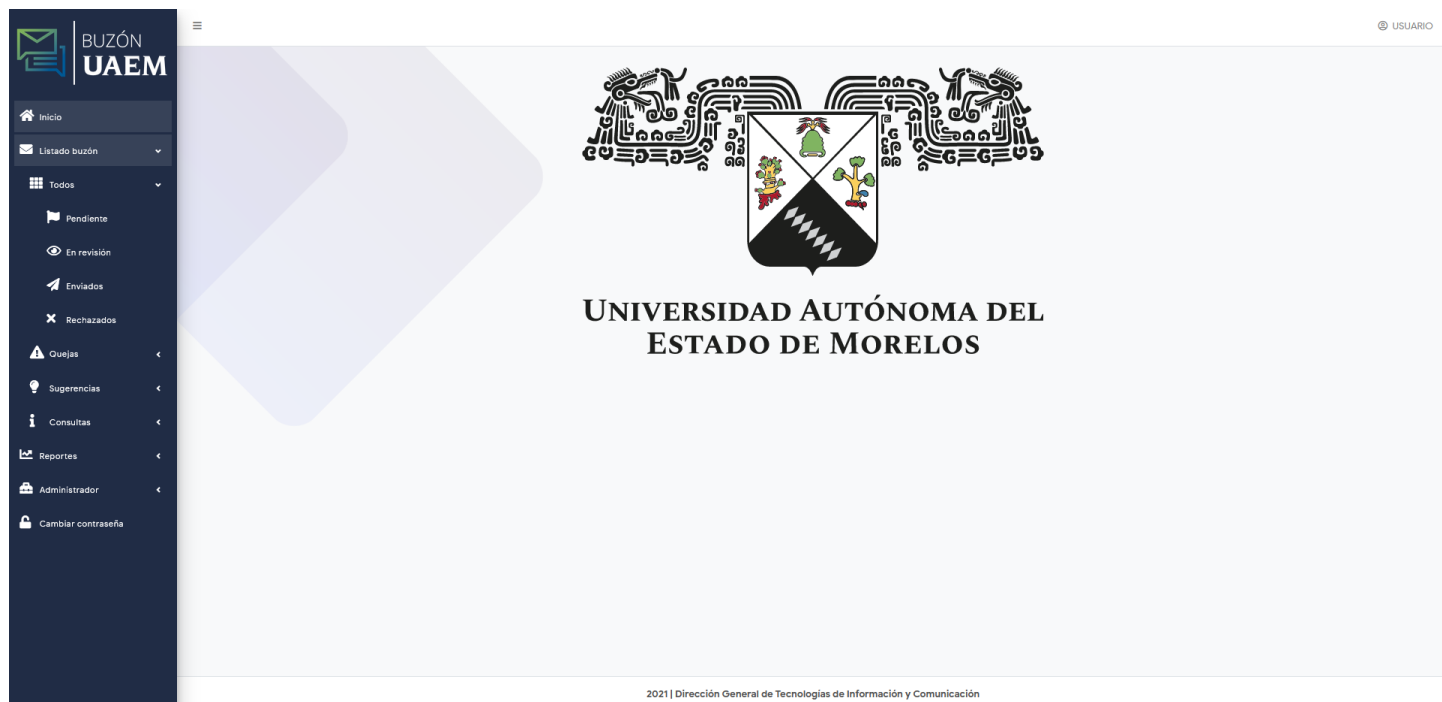 BUZÓN
UAEM
USUARIO
Inicio
Listado buzón
Todos
Pendiente
En revisión
Enviados
Rechazados
Quejas
Sugerencias
Consultas
Reportes
Administrador
Cambiar contraseña
UNIVERSIDAD AUTÓNOMA DEL
ESTADO DE MORELOS
2021 | Dirección General de Tecnologías de Información y Comunicación